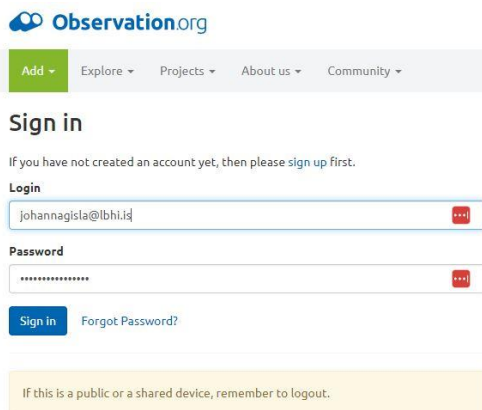 Observation.org
Add Explore Projects About us Community
Sign in
If you have not created an account yet, then please sign up first.
Login
johannagisla@lbhi.is
Password
••••••••••••••••
Sign in Forgot Password?
If this is a public or a shared device, remember to logout.